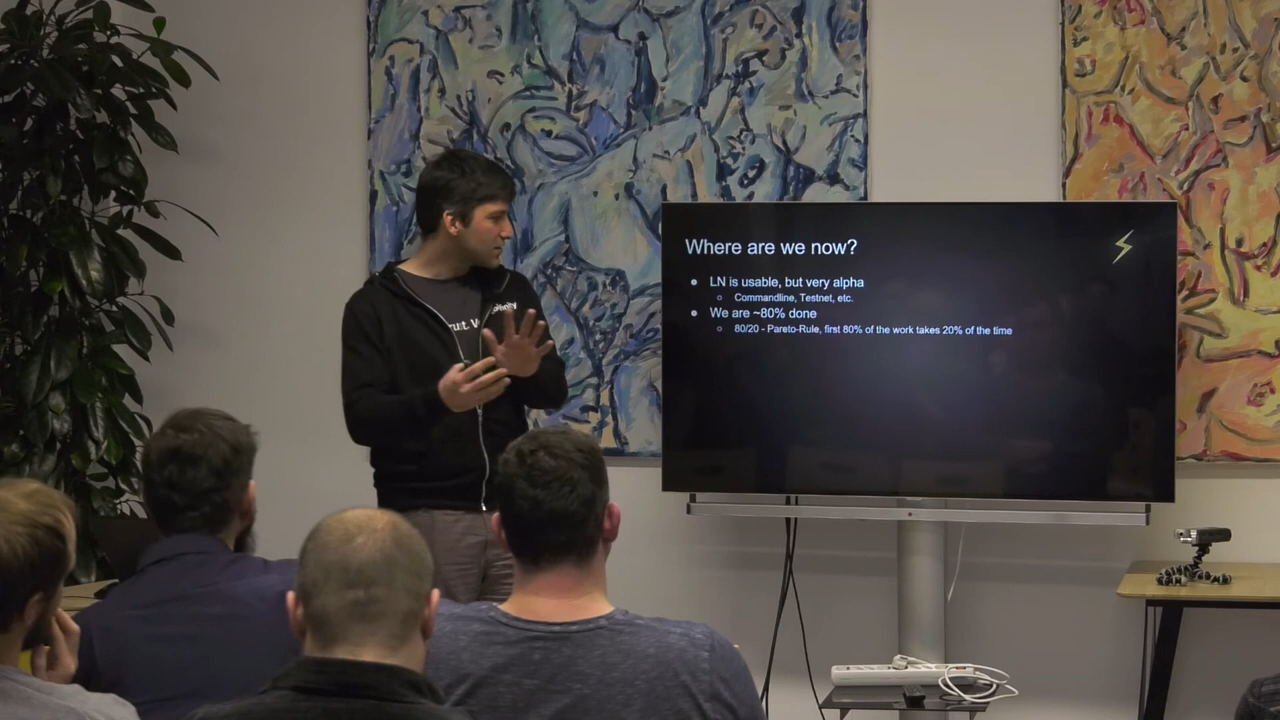 Where are we now?
LN is usable, but very alpha
Commandline, Testnet, etc.
We are ~80% done
80/20 - Pareto-Rule, first 80% of the work takes 20% of the time